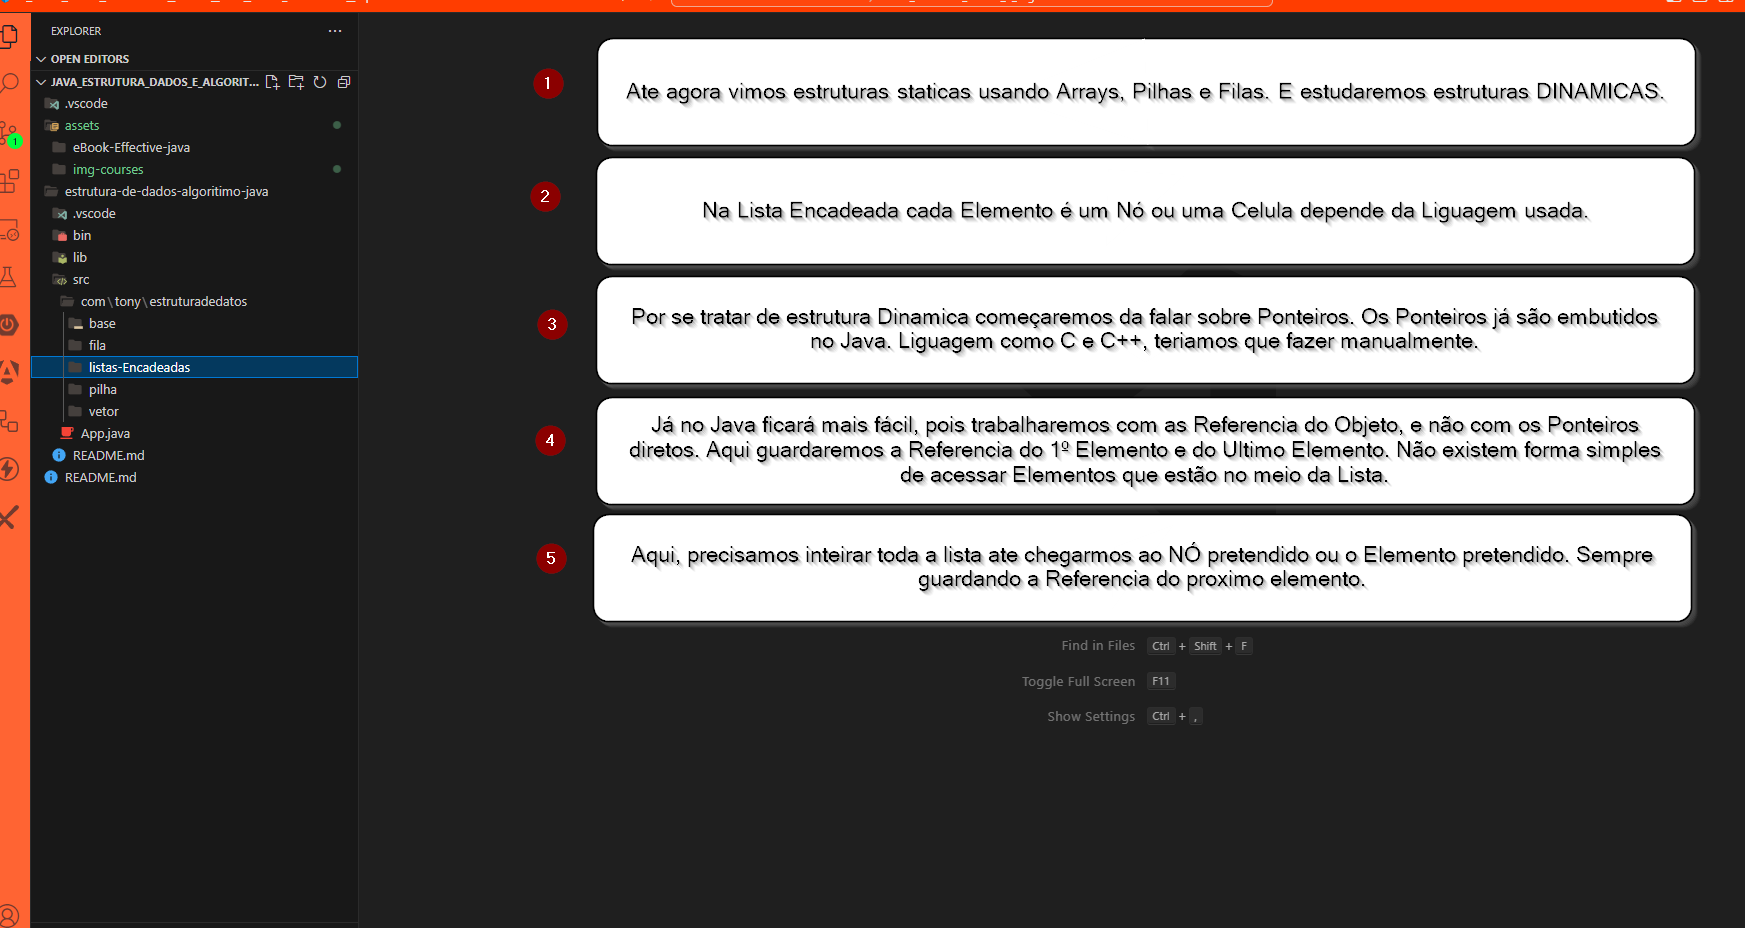 EXPLORER
OPEN EDITORS
JAVA_ESTRUTURA_DADOS_E_ALGORIT...
.vscode
assets
eBook-Effective-java
img-courses
estrutura-de-dados-algoritimo-java
.vscode
bin
lib
src
com\tony\estruturadedatos
base
fila
listas-Encadeadas
pilha
vetor
App.java
README.md
README.md
1
1
Ate agora vimos estruturas staticas usando Arrays, Pilhas e Filas. E estudaremos estruturas DINAMICAS.
2
Na Lista Encadeada cada Elemento é um Nó ou uma Celula depende da Liguagem usada.
3
Por se tratar de estrutura Dinamica começaremos da falar sobre Ponteiros. Os Ponteiros já são embutidos
no Java. Liguagem como C e C++, teriamos que fazer manualmente.
4
Já no Java ficará mais fácil, pois trabalharemos com as Referencia do Objeto, e não com os Ponteiros
diretos. Aqui guardaremos a Referencia do 1º Elemento e do Ultimo Elemento. Não existem forma simples
de acessar Elementos que estão no meio da Lista.
5
Aqui, precisamos inteirar toda a lista ate chegarmos ao NÓ pretendido ou o Elemento pretendido. Sempre
guardando a Referencia do proximo elemento.
Find in Files Ctrl + Shift + F
Toggle Full Screen F11
Show Settings Ctrl + ,